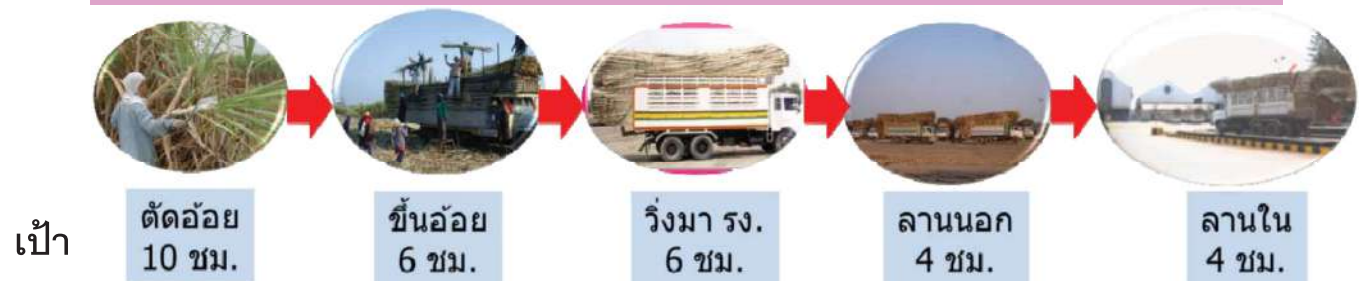 ตัดอ้อย
10 ชม.
ขึ้นอ้อย
6 ชม.
วิ่งมา รง.
6 ชม.
ลานนอก
4 ชม.
ลานใน
4 ชม.
เป้า